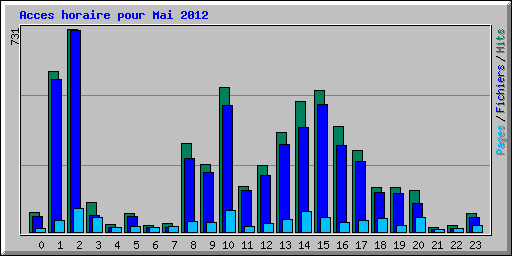 Acces horaire pour Mai 2012
731
Pages / Fichiers / Hits
0 1 2 3 4 5 6 7 8 9 10 11 12 13 14 15 16 17 18 19 20 21 22 23